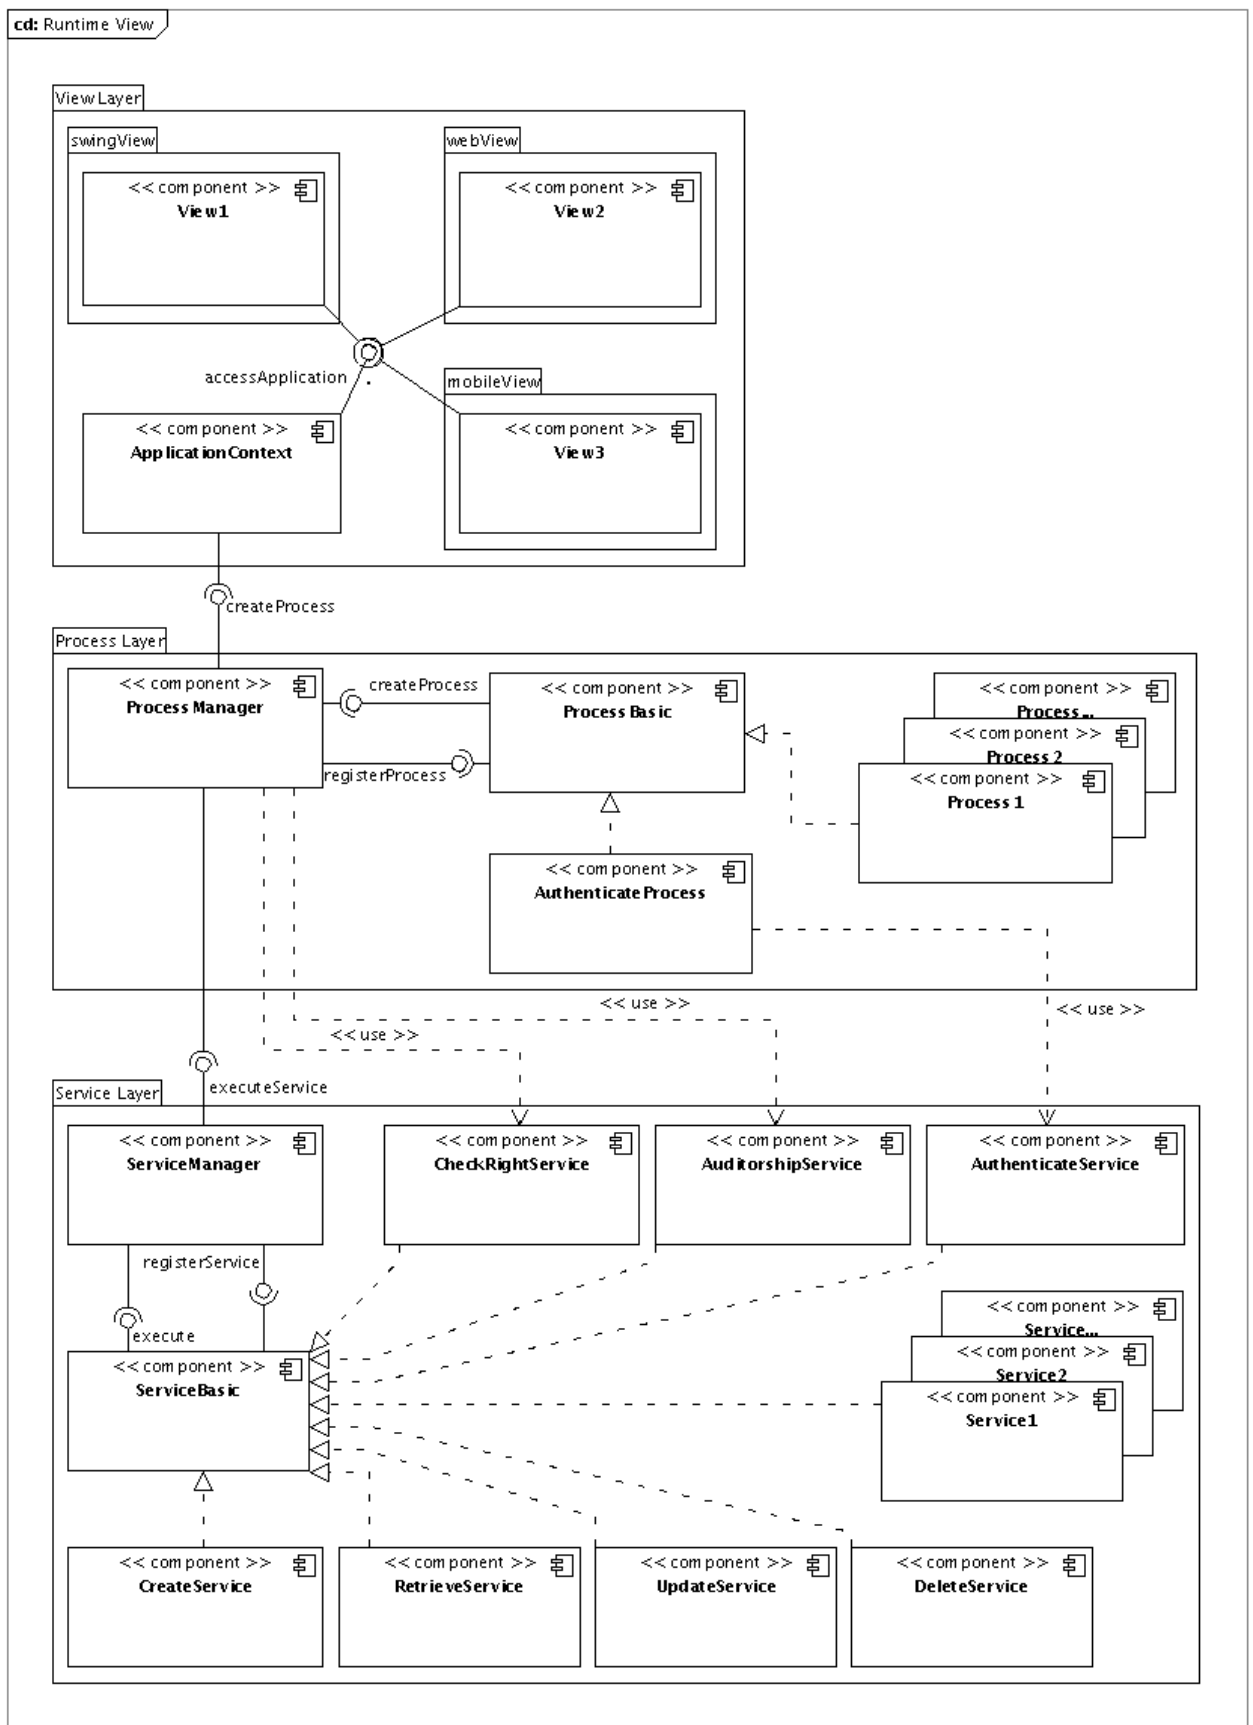 cd: Runtime View
View Layer
swingView
webView
<< component >>
View1
<< component >>
View2
accessApplication
.
mobileView
<< component >>
ApplicationContext
<< component >>
View3
createProcess
Process Layer
<< component >>
Process Manager
createProcess
registerProcess
<< component >>
Process Basic
<< component >>
Process...
<< component >>
Process 2
<< component >>
Process 1
<< component >>
AuthenticateProcess
<< use >>
<< use >>
<< use >>
executeService
Service Layer
<< component >>
ServiceManager
<< component >>
CheckRightService
<< component >>
AuditorshipService
<< component >>
AuthenticateService
registerService
execute
<< component >>
ServiceBasic
<< component >>
Service...
<< component >>
Service2
<< component >>
Service1
<< component >>
CreateService
<< component >>
RetrieveService
<< component >>
UpdateService
<< component >>
DeleteService